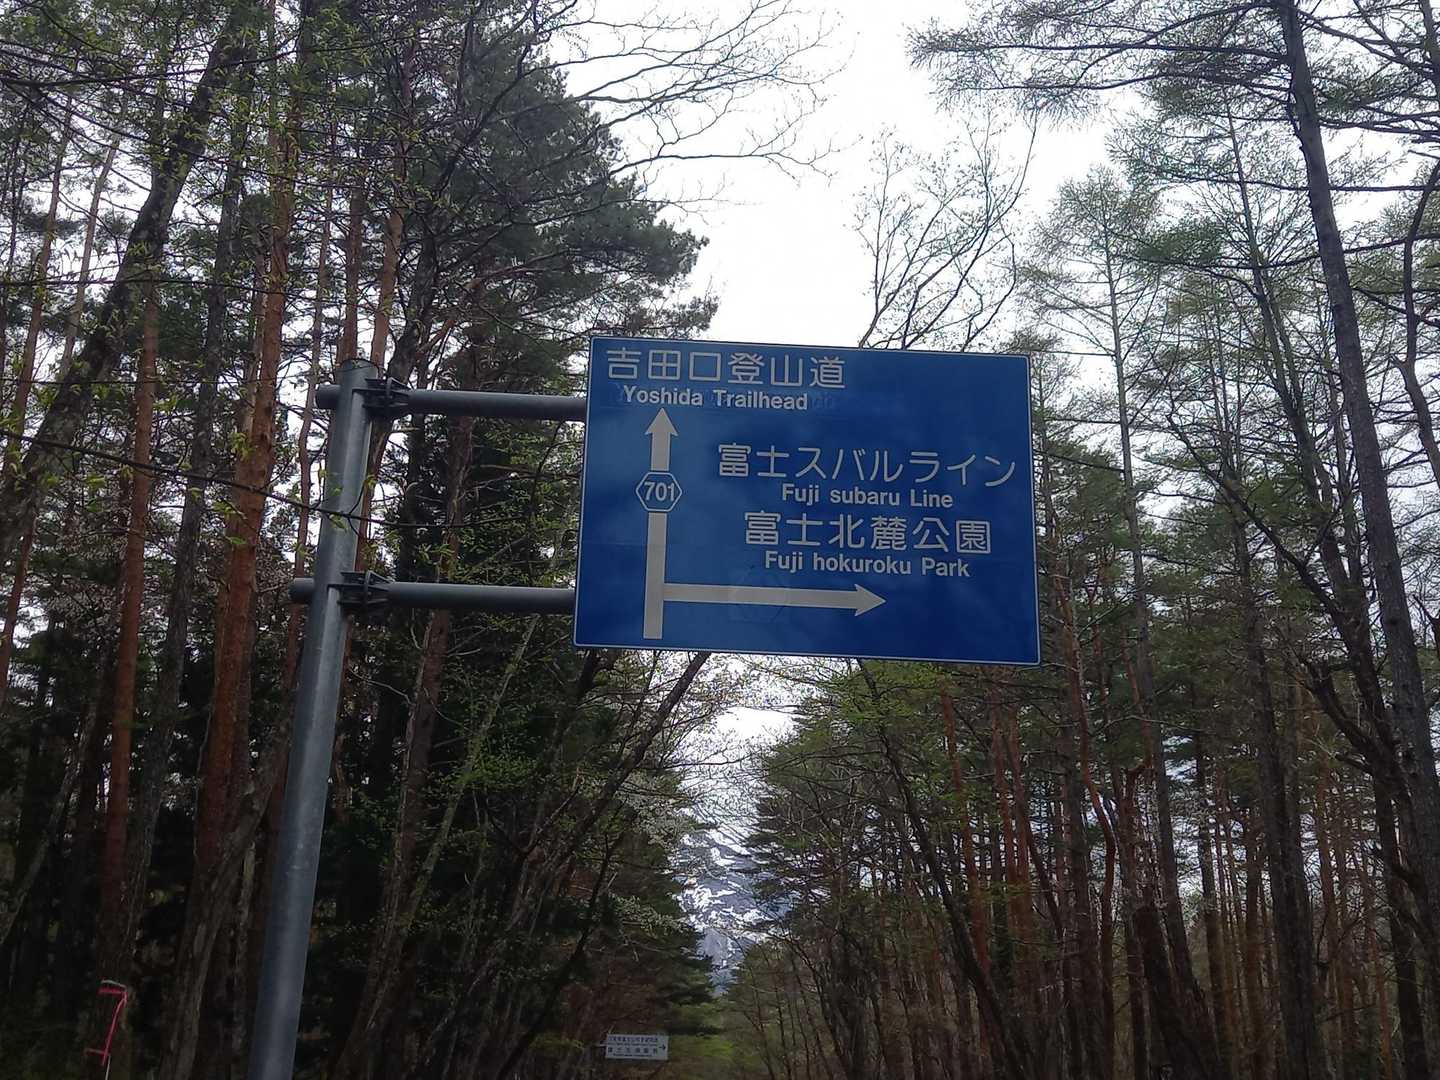 吉田口登山道
Yoshida Trailhead
701
富士スバルライン
Fuji subaru Line
富士北麓公園
Fuji hokuroku Park